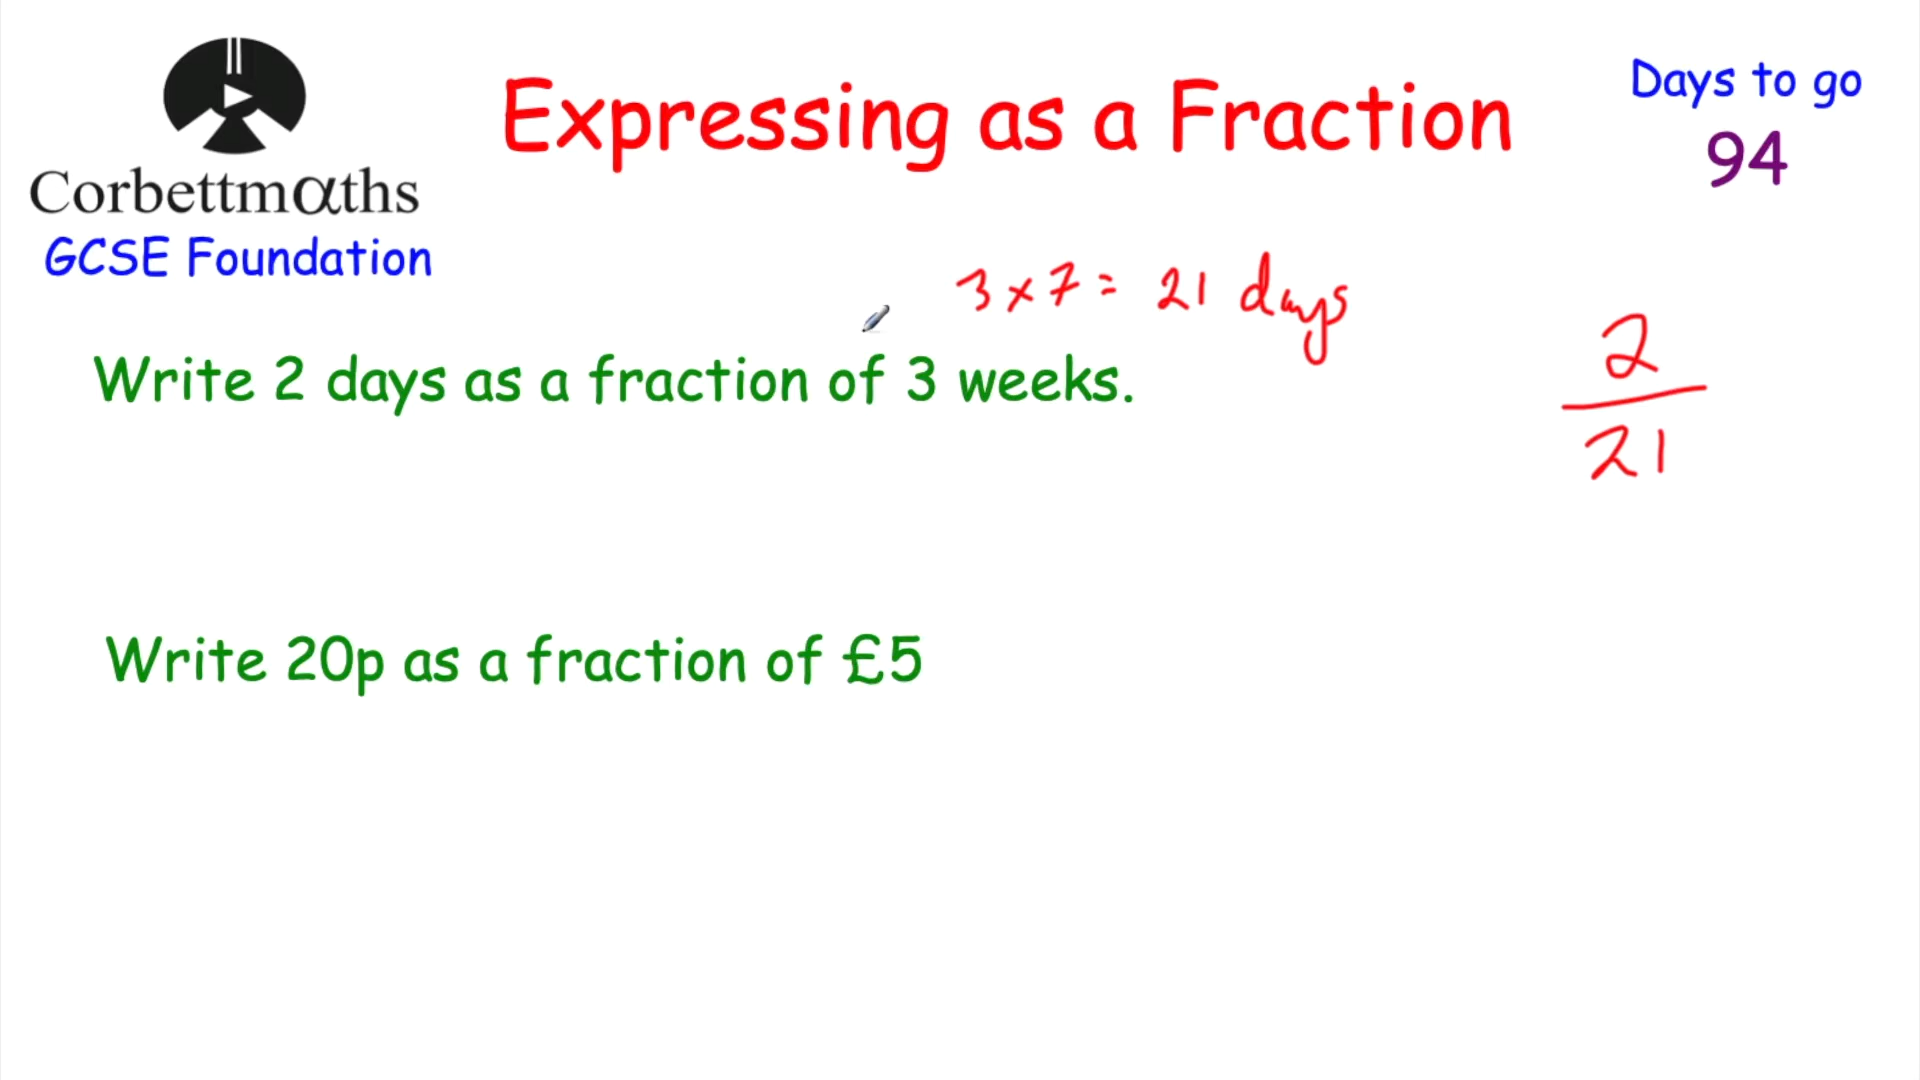 Corbettmαths
GCSE Foundation
Expressing as a Fraction
Days to go
94
3 x 7 = 21 days
Write 2 days as a fraction of 3 weeks.
2
21
Write 20p as a fraction of £5